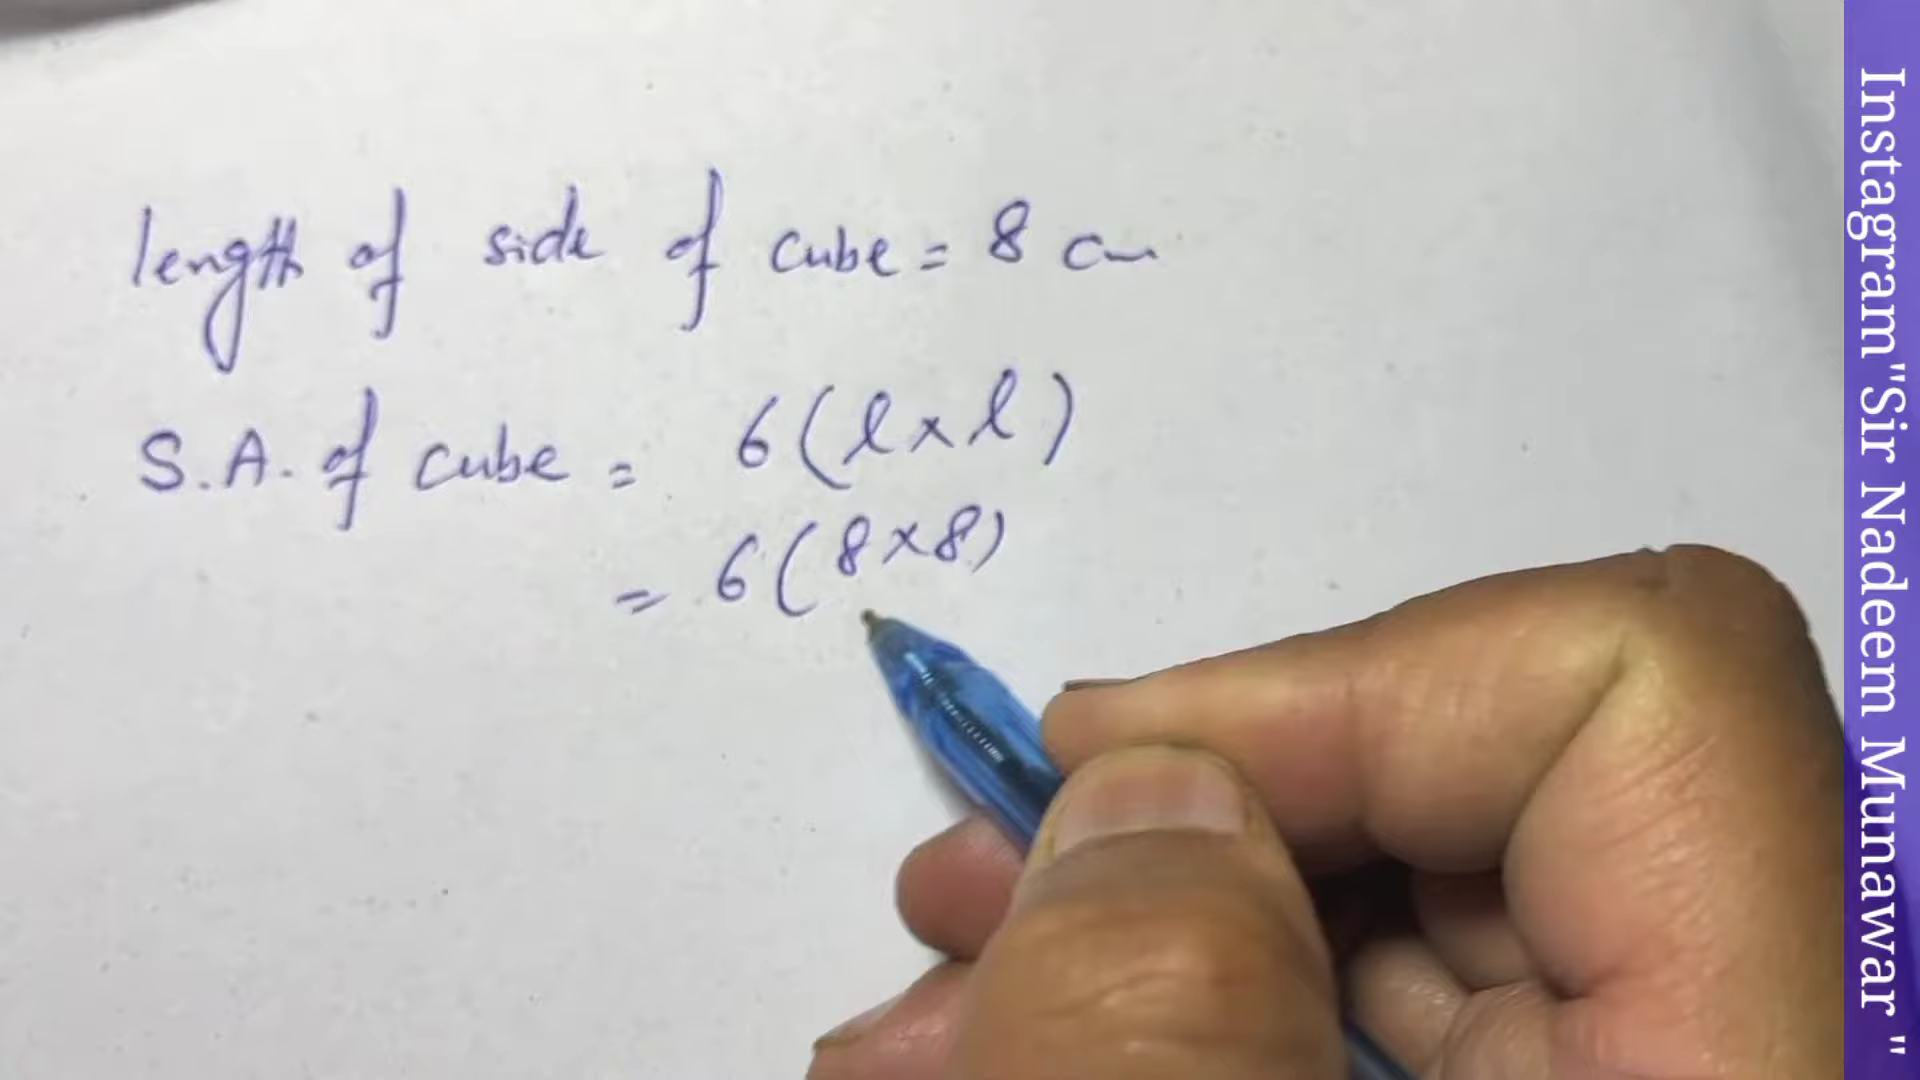 length of side of cube = 8 cm
S.A. of cube = 6 (l × l)
= 6 (8 × 8)
Instagram"Sir Nadeem Munawar"